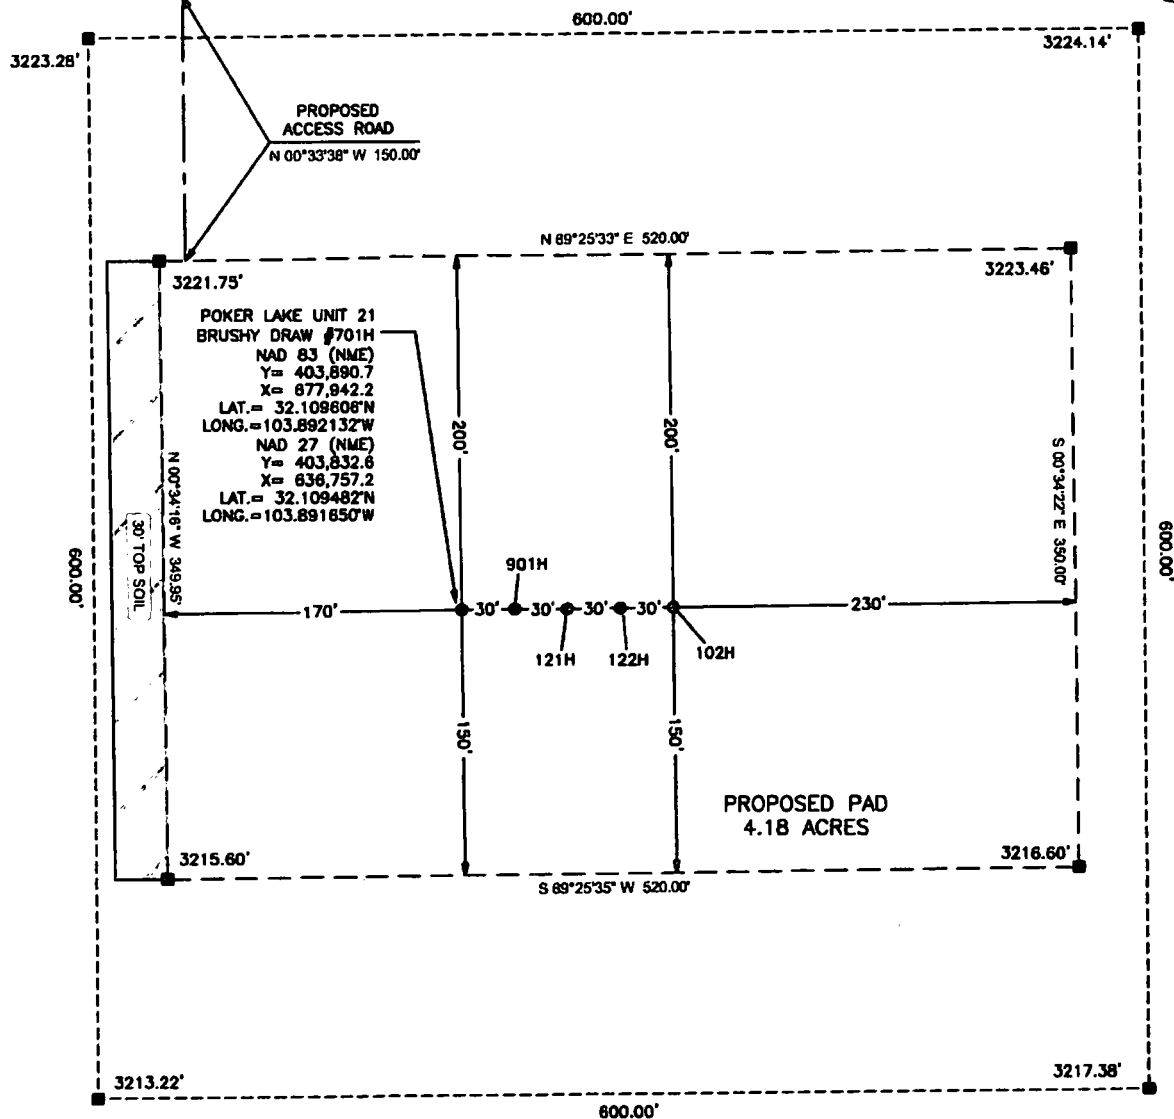 600.00'
3223.28'
3224.14'
PROPOSED
ACCESS ROAD
N 00°33'38" W 150.00'
N 89°25'33" E 520.00'
3221.75'
3223.46'
POKER LAKE UNIT 21
BRUSHY DRAW #701H
NAD 83 (NME)
Y= 403,890.7
X= 677,942.2
LAT.= 32.109606°N
LONG.=103.892132°W
NAD 27 (NME)
Y= 403,832.6
X= 636,757.2
LAT.= 32.109482°N
LONG.=103.891650°W
200'
200'
N 00°34'16" W 349.95'
S 00°34'22" E 350.00'
30' TOP SOIL
600.00'
600.00'
901H
170'
30'
30'
30'
30'
230'
121H
122H
102H
150'
150'
PROPOSED PAD
4.18 ACRES
3215.60'
3216.60'
S 89°25'35" W 520.00'
3213.22'
3217.38'
600.00'